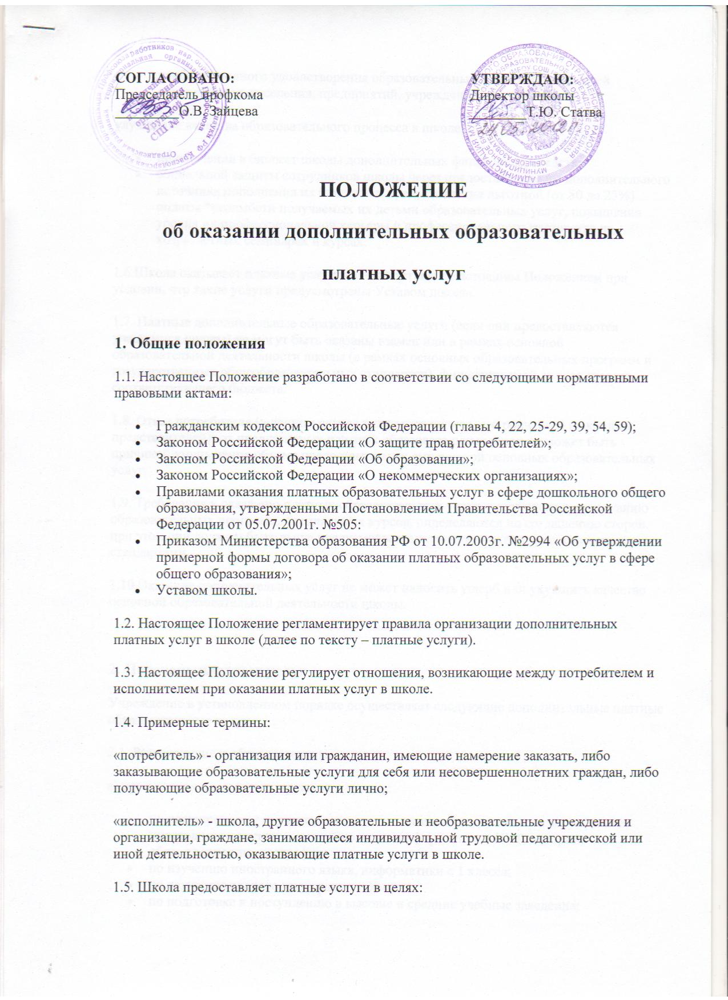 СОГЛАСОВАНО:
Председатель профкома
О.В. Зайцева
УТВЕРЖДАЮ:
Директор школы
Т.Ю. Статва
ПОЛОЖЕНИЕ
об оказании дополнительных образовательных
платных услуг
1. Общие положения
1.1. Настоящее Положение разработано в соответствии со следующими нормативными
правовыми актами:
• Гражданским кодексом Российской Федерации (главы 4, 22, 25-29, 39, 54, 59);
• Законом Российской Федерации «О защите прав потребителей»;
• Законом Российской Федерации «Об образовании»;
• Законом Российской Федерации «О некоммерческих организациях»;
• Правилами оказания платных образовательных услуг в сфере дошкольного общего
образования, утвержденными Постановлением Правительства Российской
Федерации от 05.07.2001г. №505:
• Приказом Министерства образования РФ от 10.07.2003г. №2994 «Об утверждении
примерной формы договора об оказании платных образовательных услуг в сфере
общего образования»;
• Уставом школы.
1.2. Настоящее Положение регламентирует правила организации дополнительных
платных услуг в школе (далее по тексту – платные услуги).
1.3. Настоящее Положение регулирует отношения, возникающие между потребителем и
исполнителем при оказании платных услуг в школе.
1.4. Примерные термины:
«потребитель» - организация или гражданин, имеющие намерение заказать, либо
заказывающие образовательные услуги для себя или несовершеннолетних граждан, либо
получающие образовательные услуги лично;
«исполнитель» - школа, другие образовательные и необразовательные учреждения и
организации, граждане, занимающиеся индивидуальной трудовой педагогической или
иной деятельностью, оказывающие платные услуги в школе.
1.5. Школа предоставляет платные услуги в целях: